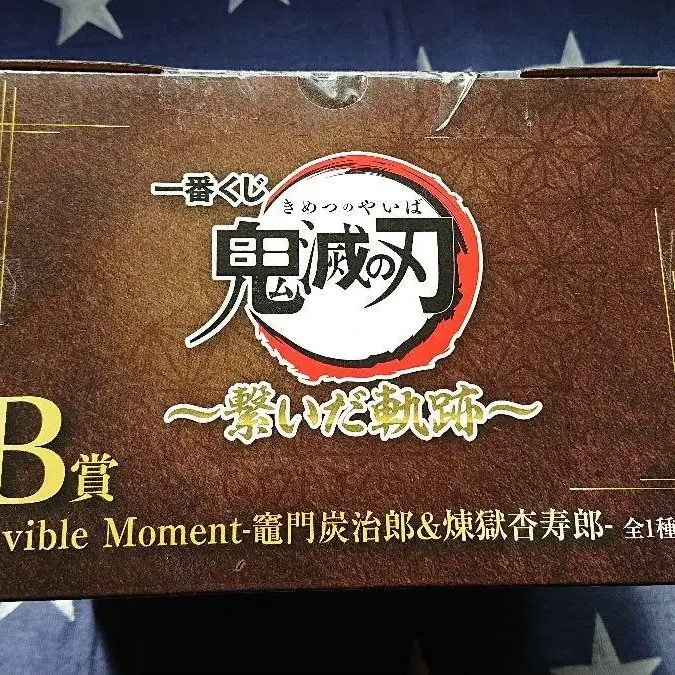 一番くじ
きめつのやいば
鬼滅の刃
～繋いだ軌跡～
B賞
vible Moment-竈門炭治郎&煉獄杏寿郎- 全1種